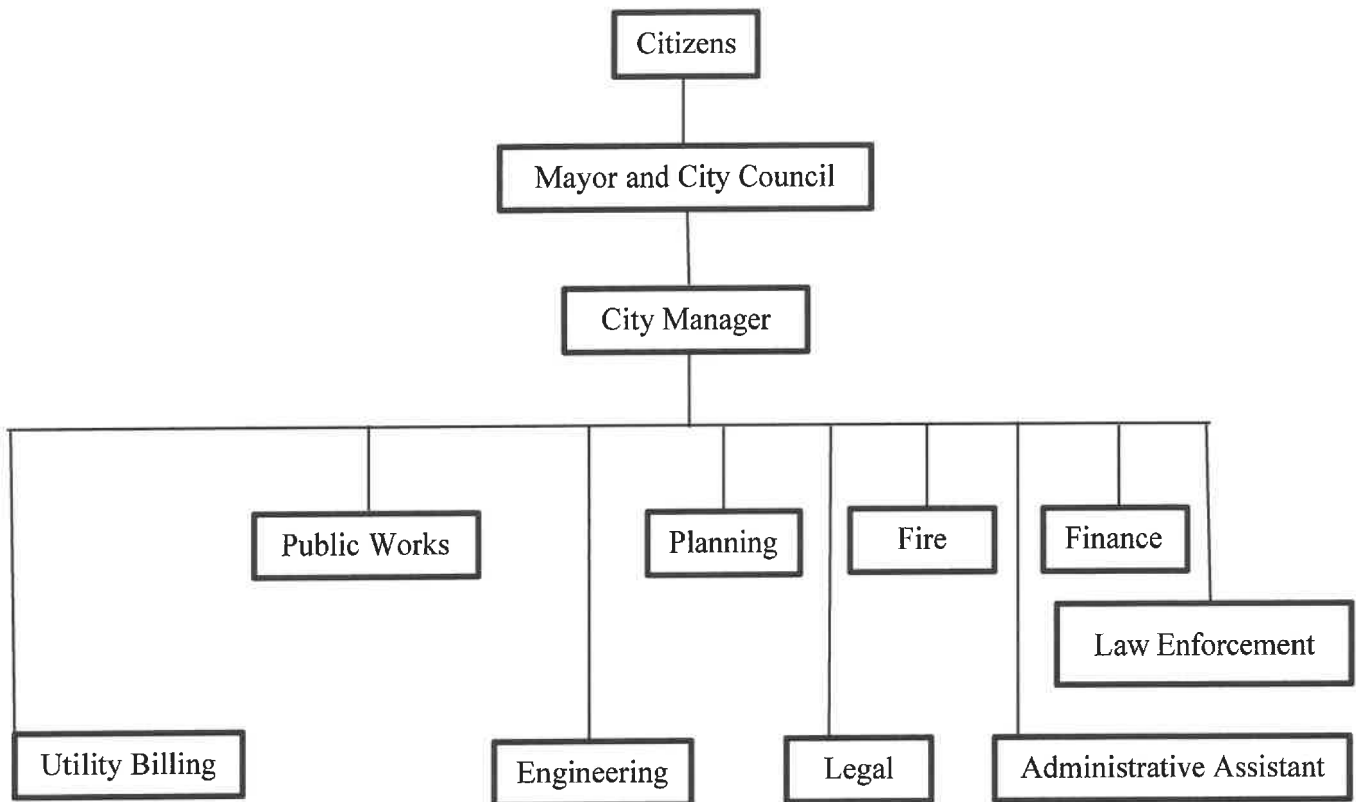 Citizens
Mayor and City Council
City Manager
Public Works
Planning
Fire
Finance
Law Enforcement
Utility Billing
Engineering
Legal
Administrative Assistant